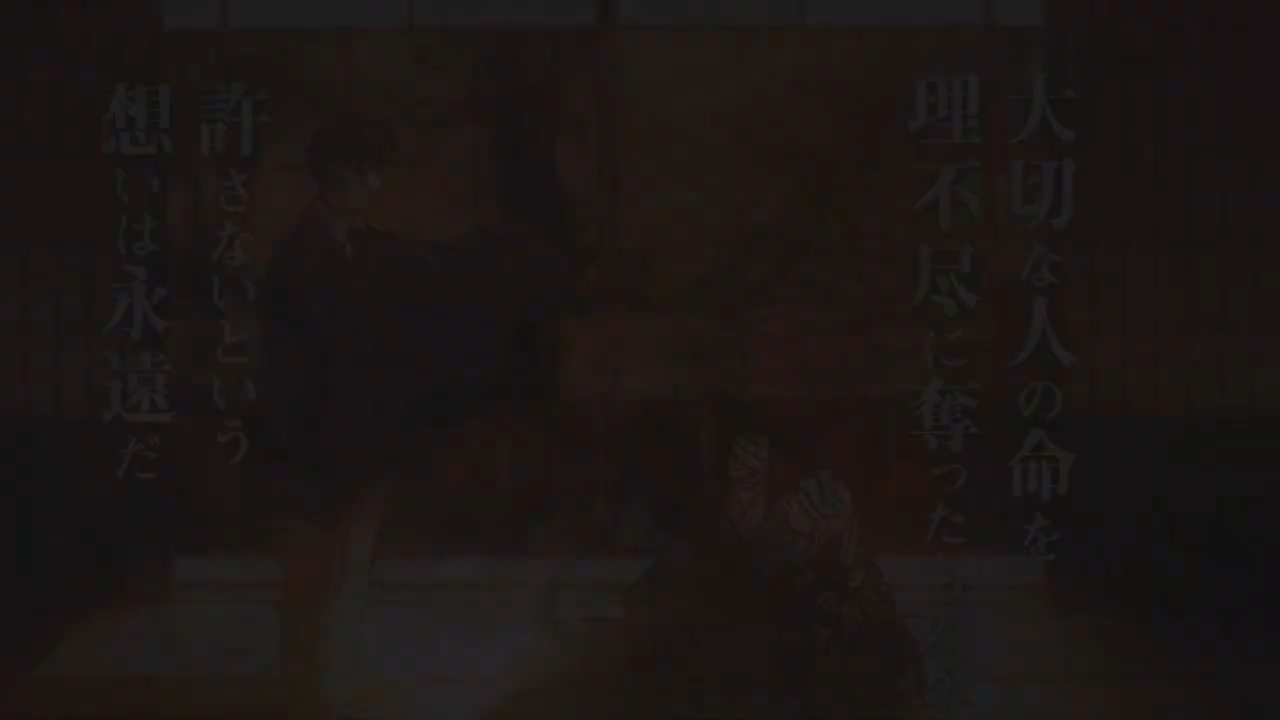 大切な人の命を
理不尽に奪った
許さないという
想いは永遠だ